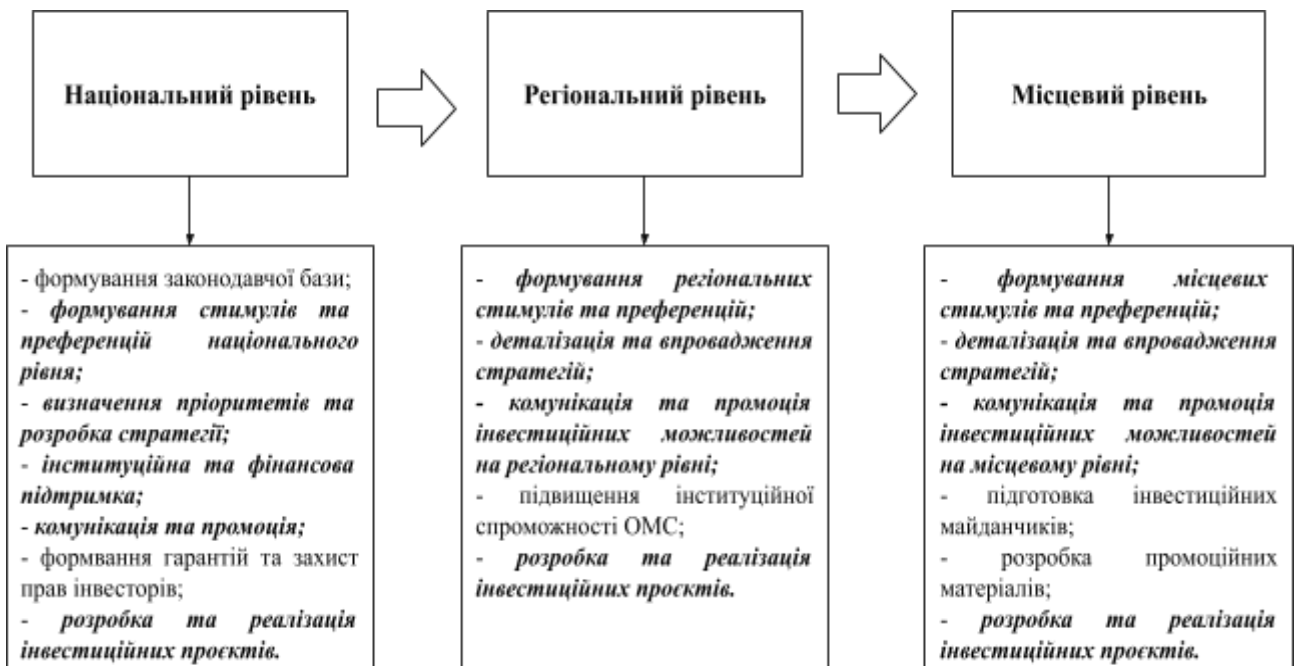 Національний рівень
Регіональний рівень
Місцевий рівень
- формування законодавчої бази;
- формування стимулів та
преференцій національного
рівня;
- визначення пріоритетів та
розробка стратегії;
- інституційна та фінансова
підтримка;
- комунікація та промоція;
- формвання гарантій та захист
прав інвесторів;
- розробка та реалізація
інвестиційних проєктів.
- формування регіональних
стимулів та преференцій;
- деталізація та впровадження
стратегій;
- комунікація та промоція
інвестиційних можливостей
на регіональному рівні;
- підвищення інституційної
спроможності ОМС;
- розробка та реалізація
інвестиційних проєктів.
- формування місцевих
стимулів та преференцій;
- деталізація та впровадження
стратегій;
- комунікація та промоція
інвестиційних можливостей
на місцевому рівні;
- підготовка інвестиційних
майданчиків;
- розробка промоційних
матеріалів;
- розробка та реалізація
інвестиційних проєктів.